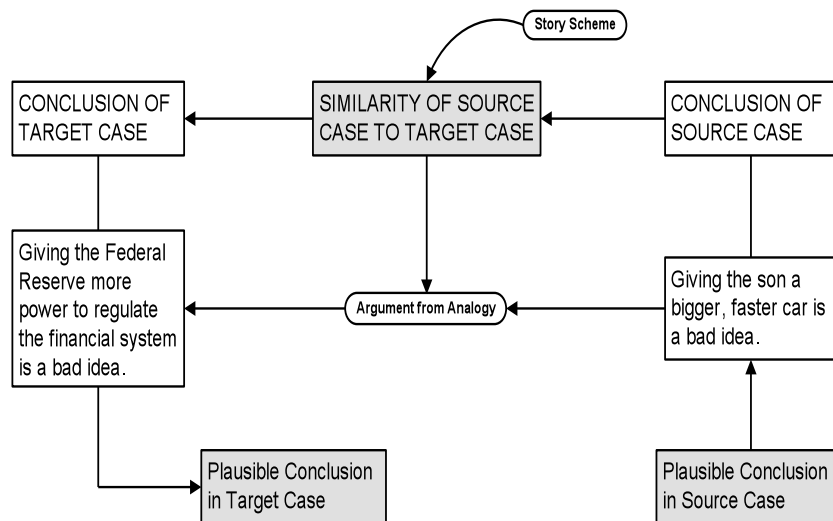 Story Scheme
CONCLUSION OF
TARGET CASE
SIMILARITY OF SOURCE
CASE TO TARGET CASE
CONCLUSION OF
SOURCE CASE
Giving the Federal
Reserve more
power to regulate
the financial system
is a bad idea.
Argument from Analogy
Giving the son a
bigger, faster car is
a bad idea.
Plausible Conclusion
in Target Case
Plausible Conclusion
in Source Case